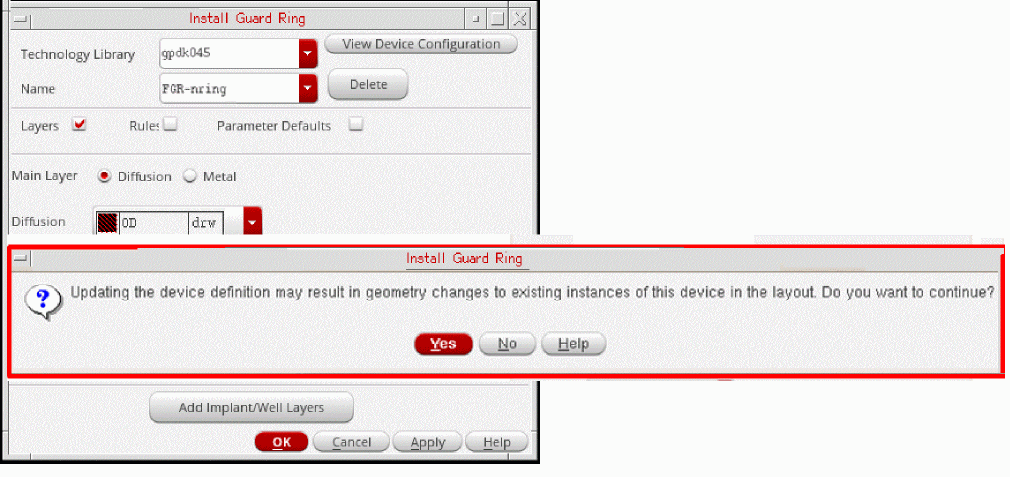 Install Guard Ring
Technology Library gpdk045 View Device Configuration
Name FGR-nring Delete
Layers Rules Parameter Defaults
Main Layer Diffusion Metal
Diffusion OD drw
Install Guard Ring
? Updating the device definition may result in geometry changes to existing instances of this device in the layout. Do you want to continue?
Yes No Help
Add Implant/Well Layers
OK Cancel Apply Help